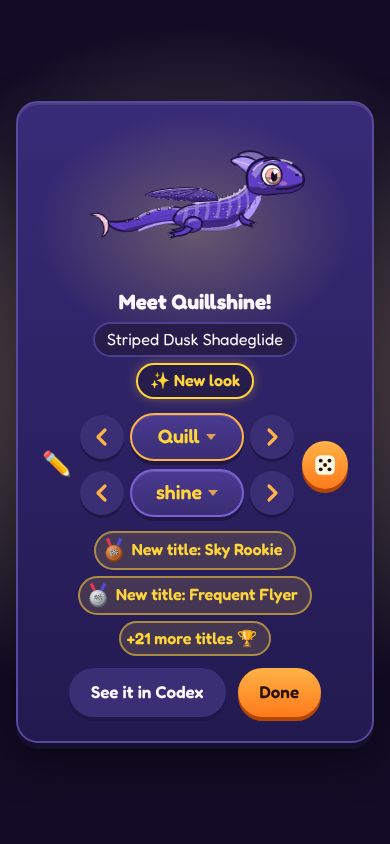 Meet Quillshine!
Striped Dusk Shadeglide
✨ New look
Quill
shine
New title: Sky Rookie
New title: Frequent Flyer
+21 more titles 🏆
See it in Codex
Done